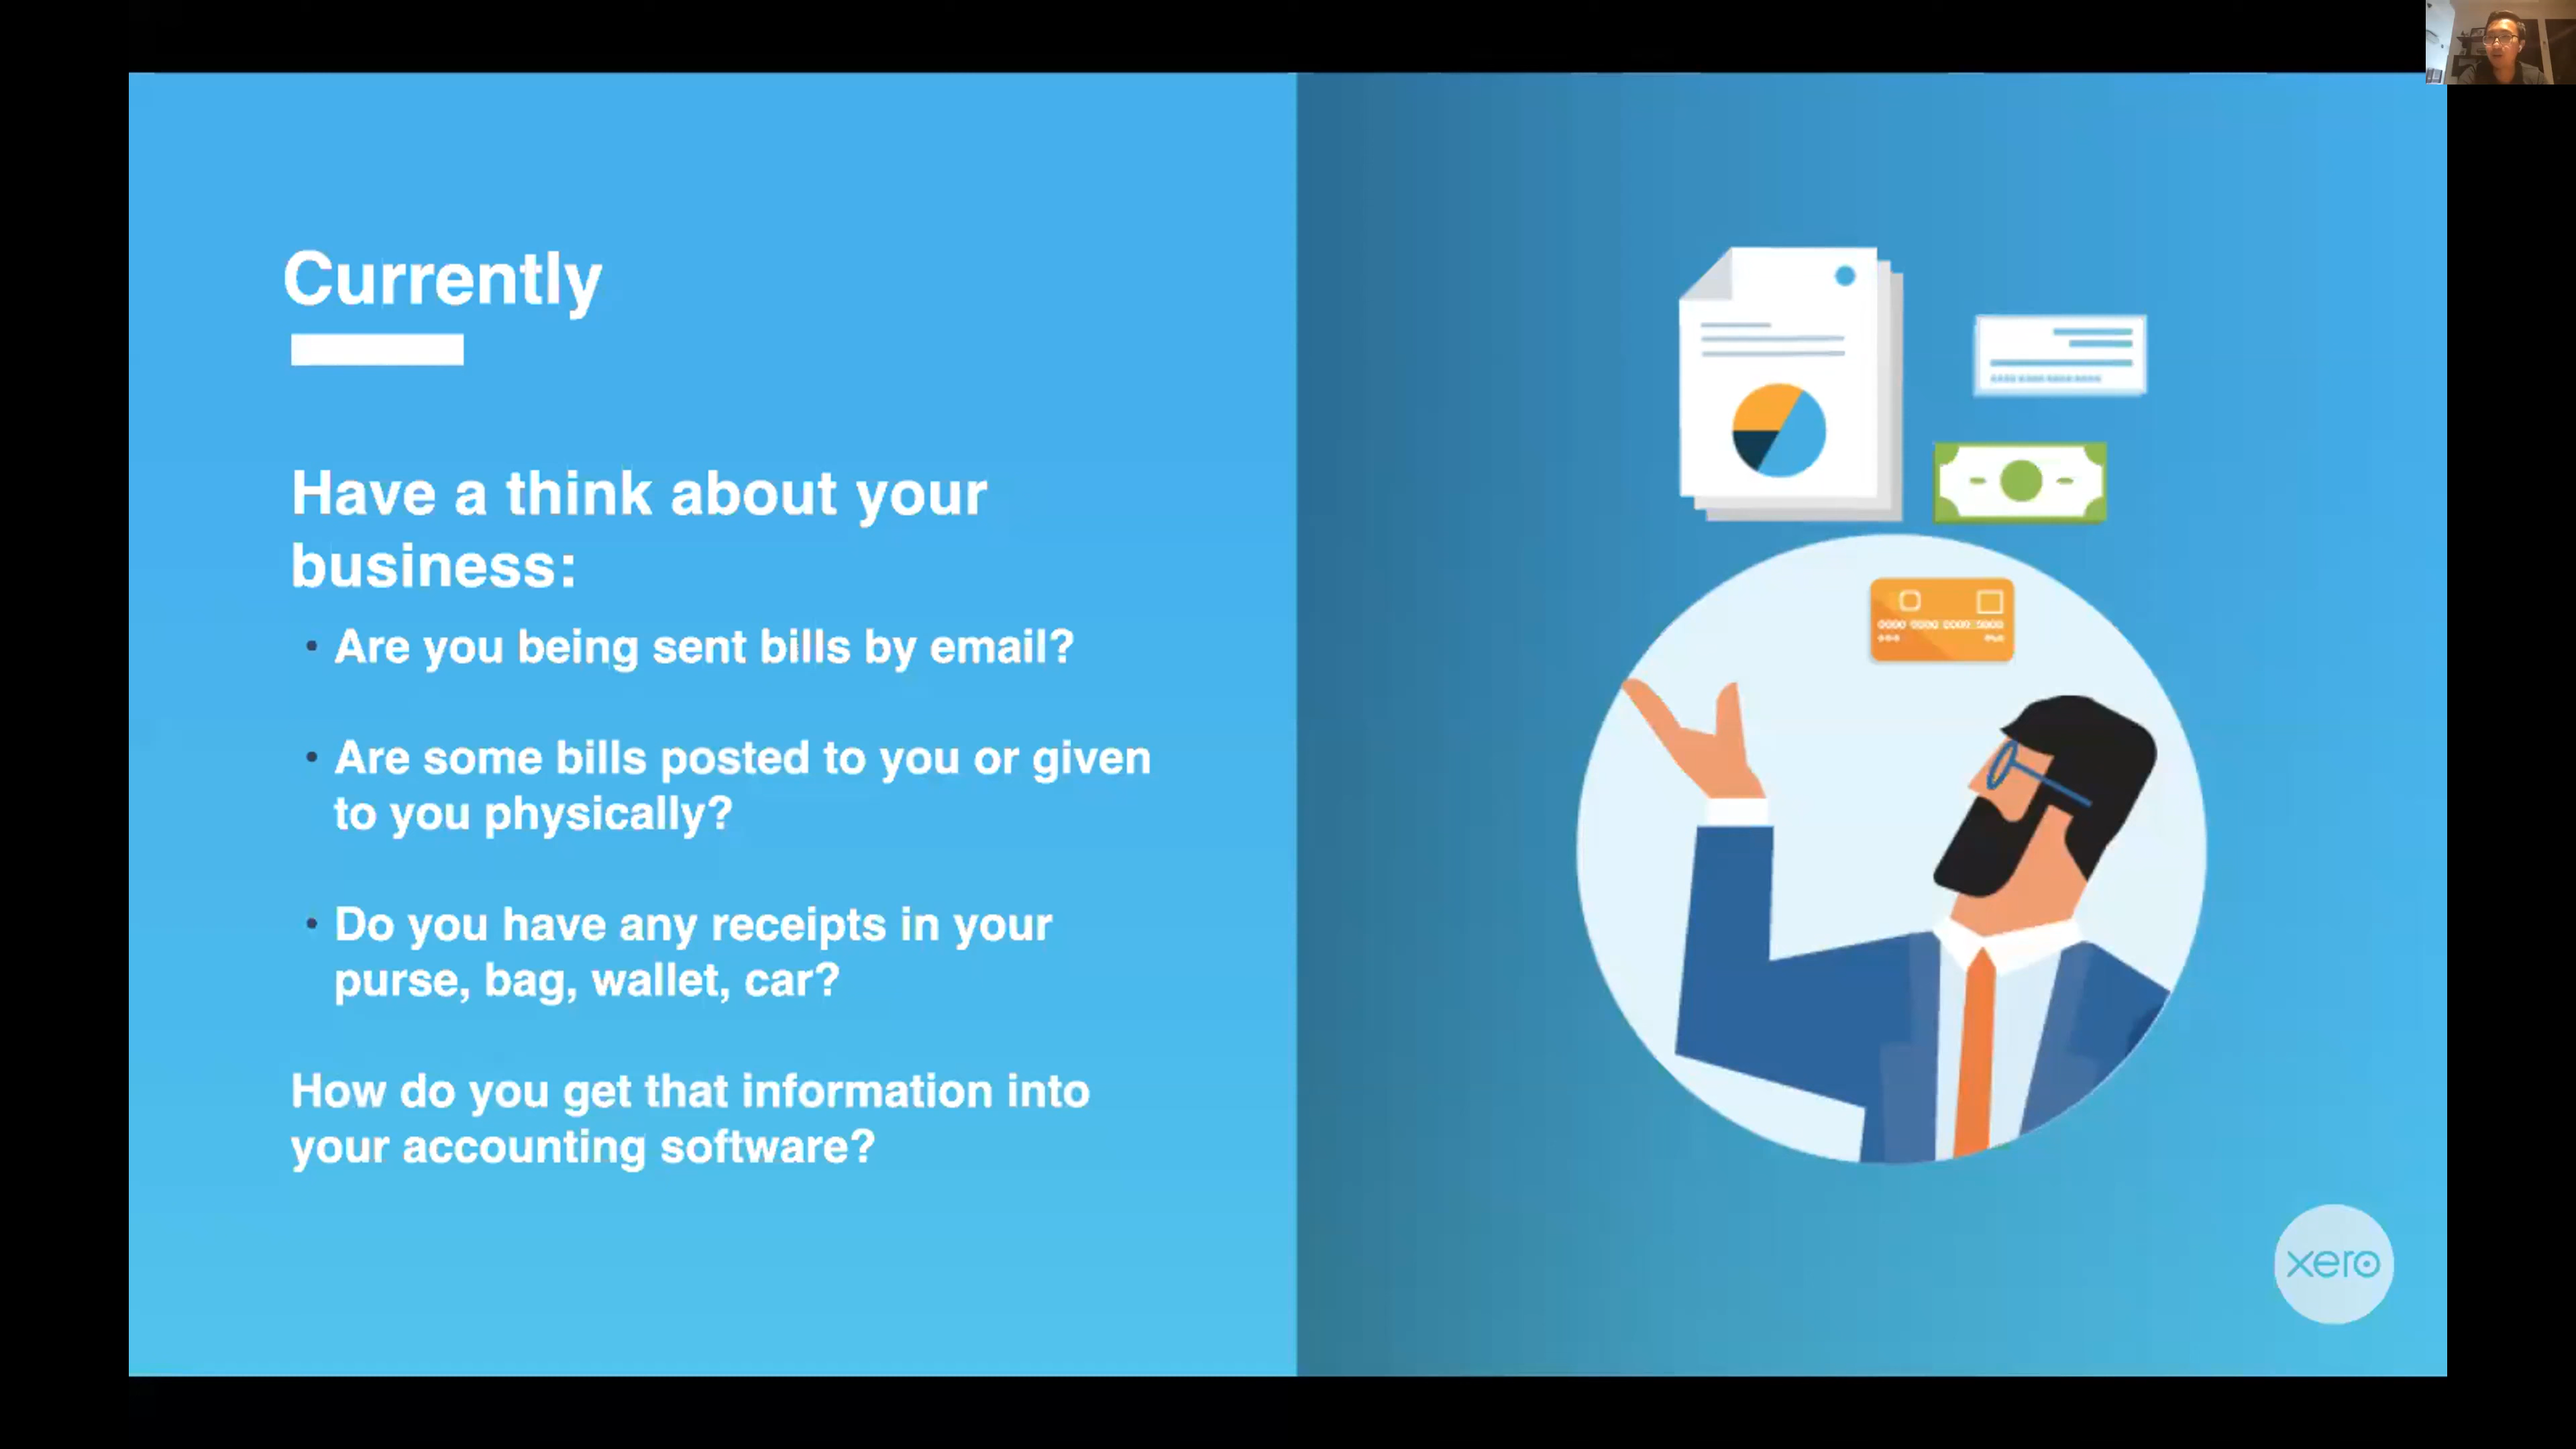 Currently
Have a think about your
business:
• Are you being sent bills by email?
• Are some bills posted to you or given
to you physically?
• Do you have any receipts in your
purse, bag, wallet, car?
How do you get that information into
your accounting software?
xero